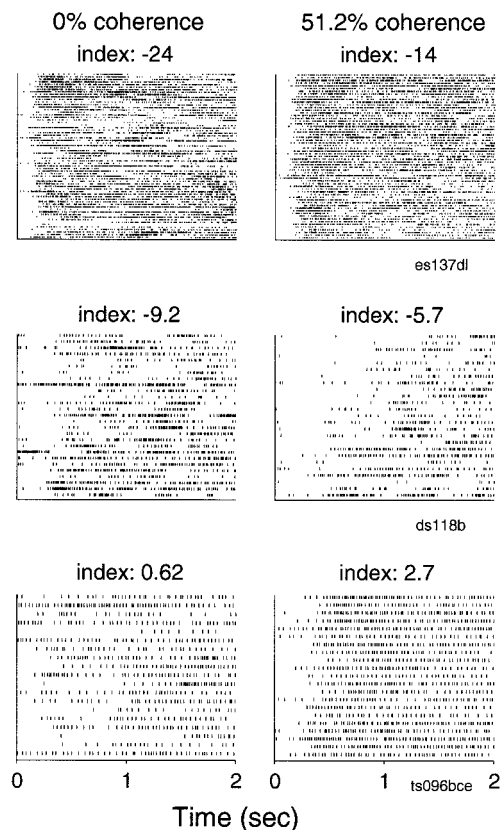 0% coherence
51.2% coherence
index: -24
index: -14
es137dl
index: -9.2
index: -5.7
ds118b
index: 0.62
index: 2.7
0 1 2
0 1 2
ts096bce
Time (sec)